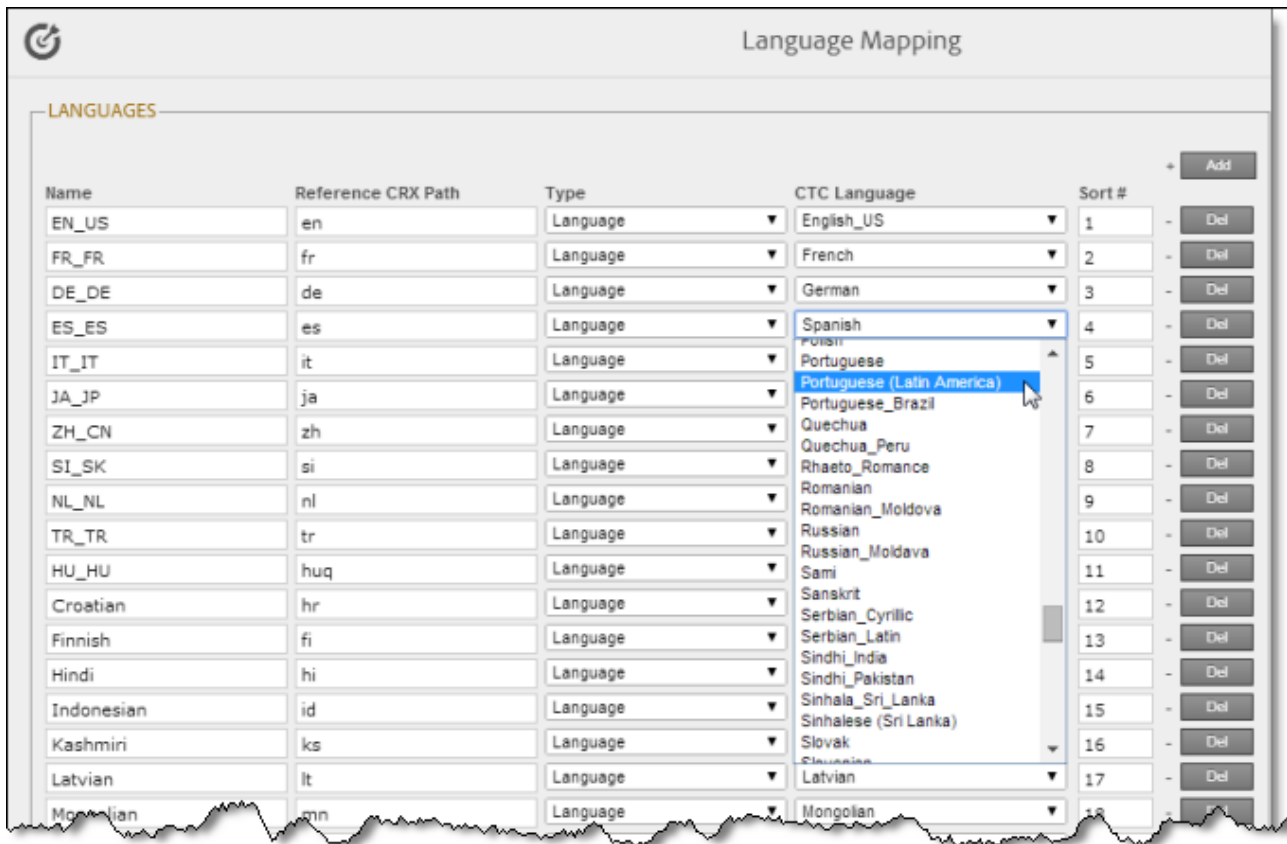 Language Mapping
LANGUAGES
+ Add
Name Reference CRX Path Type CTC Language Sort #
EN_US en Language English_US 1 - Del
FR_FR fr Language French 2 - Del
DE_DE de Language German 3 - Del
ES_ES es Language Spanish 4 - Del
Polish
IT_IT it Language Portuguese 5 - Del
Portuguese (Latin America)
JA_JP ja Language Portuguese_Brazil 6 - Del
Quechua
ZH_CN zh Language Quechua_Peru 7 - Del
SI_SK si Language Rhaeto_Romance 8 - Del
Romanian
NL_NL nl Language Romanian_Moldova 9 - Del
TR_TR tr Language Russian 10 - Del
Russian_Moldava
HU_HU huq Language Sami 11 - Del
Sanskrit
Croatian hr Language Serbian_Cyrillic 12 - Del
Finnish fi Language Serbian_Latin 13 - Del
Sindhi_India
Hindi hi Language Sindhi_Pakistan 14 - Del
Indonesian id Language Sinhala_Sri_Lanka 15 - Del
Sinhalese (Sri Lanka)
Kashmiri ks Language Slovak 16 - Del
Slovenian
Latvian lt Language Latvian 17 - Del
mn Language Mongolian 18